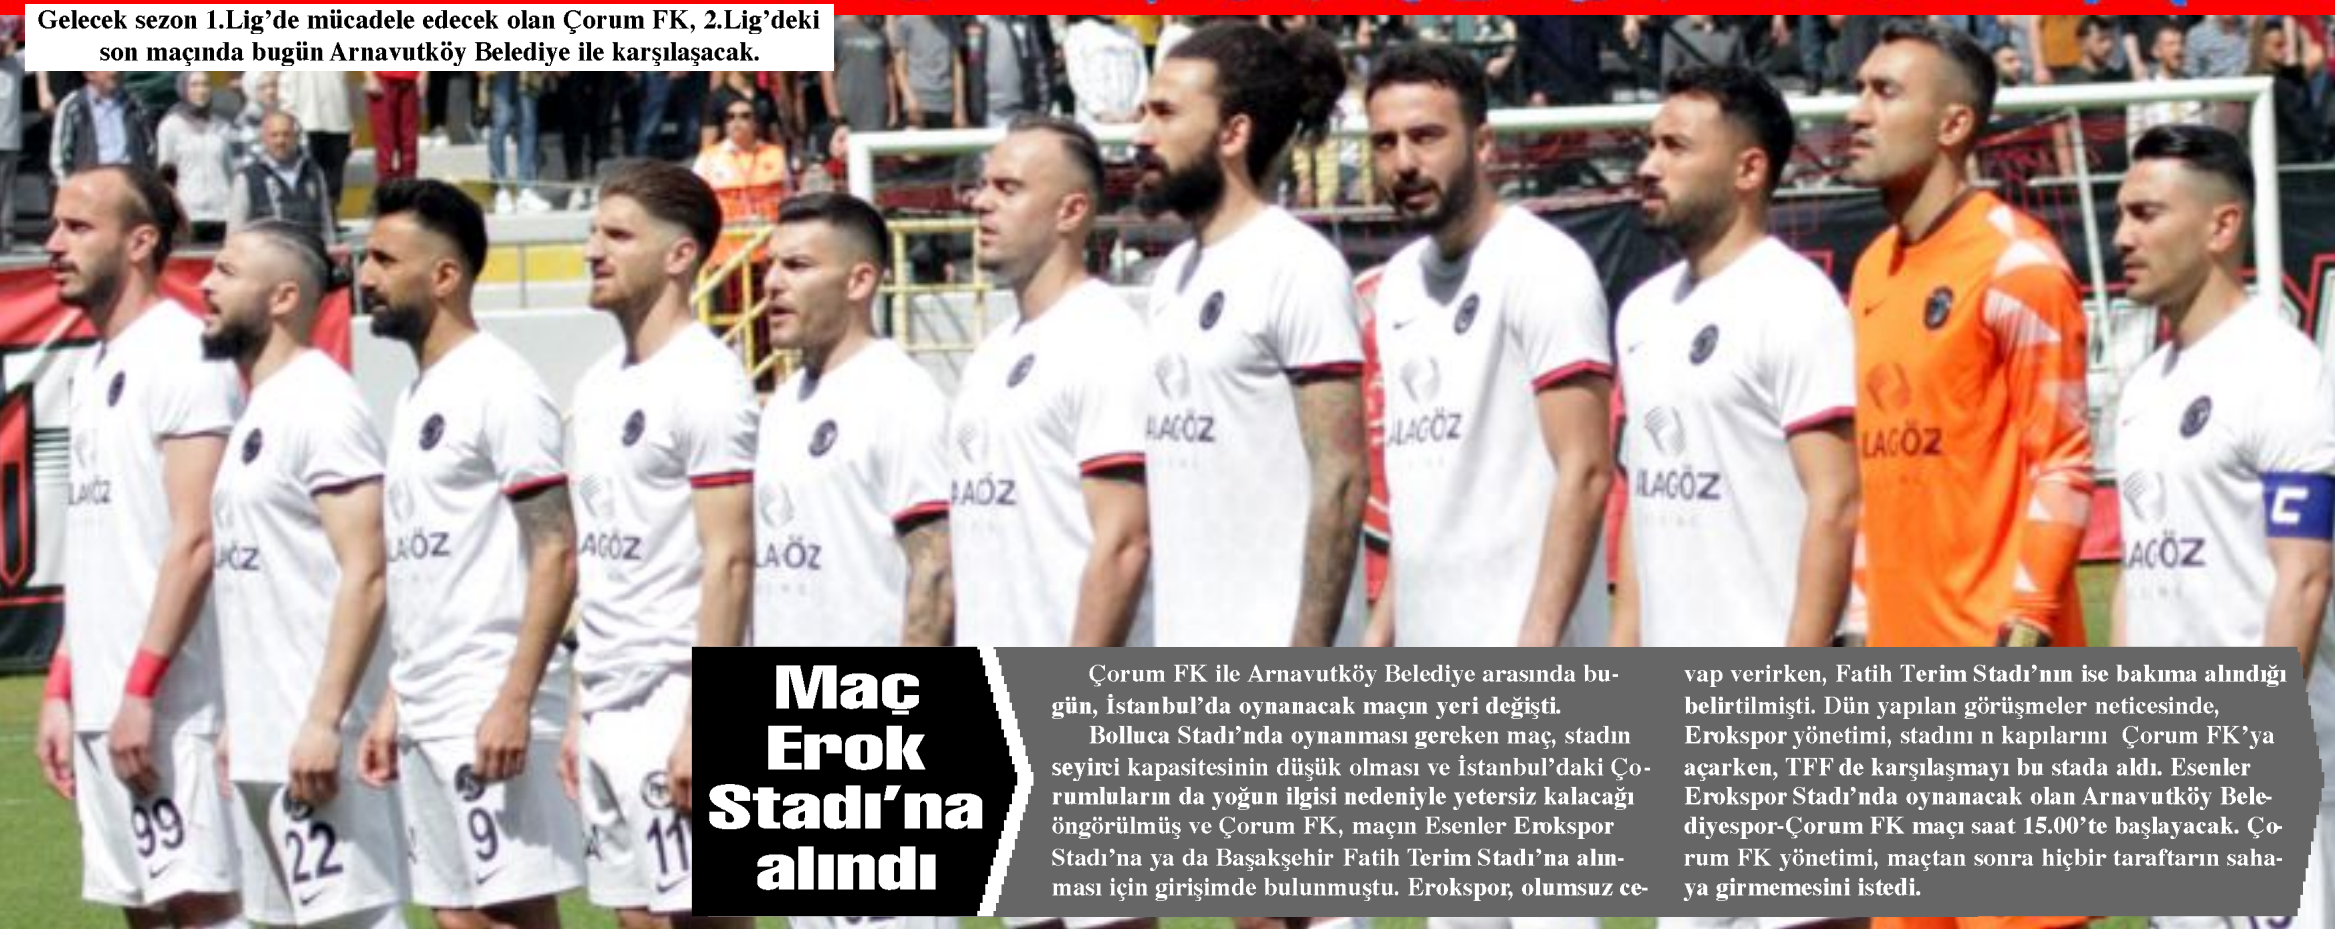 Gelecek sezon 1.Lig’de mücadele edecek olan Çorum FK, 2.Lig’deki
son maçında bugün Arnavutköy Belediye ile karşılaşacak.
ALAGÖZ
ALAGÖZ
LAGÖZ
LAGÖZ
C
99
22
9
11
Maç
Erok
Stadı’na
alındı
Çorum FK ile Arnavutköy Belediye arasında bu-
gün, İstanbul’da oynanacak maçın yeri değişti.
Bolluca Stadı’nda oynanması gereken maç, stadın
seyirci kapasitesinin düşük olması ve İstanbul’daki Ço-
rumluların da yoğun ilgisi nedeniyle yetersiz kalacağı
öngörülmüş ve Çorum FK, maçın Esenler Erokspor
Stadı’na ya da Başakşehir Fatih Terim Stadı’na alın-
ması için girişimde bulunmuştu. Erokspor, olumsuz ce-
vap verirken, Fatih Terim Stadı’nın ise bakıma alındığı
belirtilmişti. Dün yapılan görüşmeler neticesinde,
Erokspor yönetimi, stadını n kapılarını Çorum FK’ya
açarken, TFF de karşılaşmayı bu stada aldı. Esenler
Erokspor Stadı’nda oynanacak olan Arnavutköy Bele-
diyespor-Çorum FK maçı saat 15.00’te başlayacak. Ço-
rum FK yönetimi, maçtan sonra hiçbir taraftarın saha-
ya girmemesini istedi.